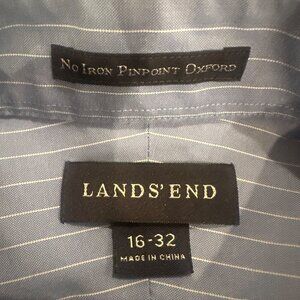 No Iron Pinpoint Oxford
LANDS' END
16-32
MADE IN CHINA